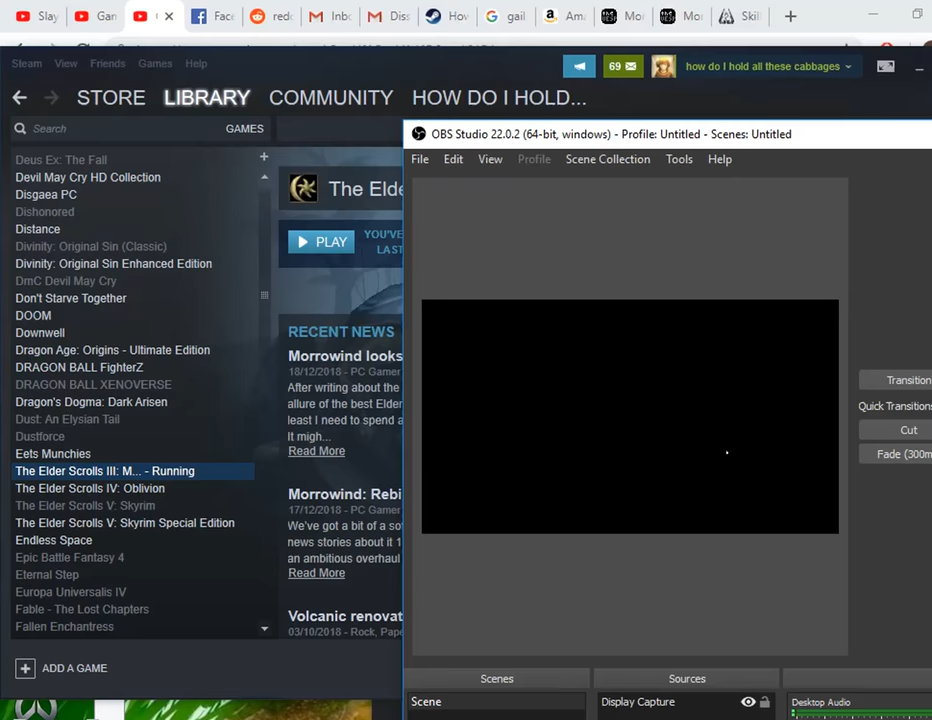 Slay
Gan
Fac
redd
Inbo
Diss
How
gail
Ama
Mo
Mor
Skil
Steam View Friends Games Help
69
how do I hold all these cabbages
STORE LIBRARY COMMUNITY HOW DO I HOLD...
Search GAMES
Deus Ex: The Fall
Devil May Cry HD Collection
Disgaea PC
Dishonored
Distance
Divinity: Original Sin (Classic)
Divinity: Original Sin Enhanced Edition
DmC Devil May Cry
Don't Starve Together
DOOM
Downwell
Dragon Age: Origins - Ultimate Edition
DRAGON BALL FighterZ
DRAGON BALL XENOVERSE
Dragon's Dogma: Dark Arisen
Dust: An Elysian Tail
Dustforce
Eets Munchies
The Elder Scrolls III: M... - Running
The Elder Scrolls IV: Oblivion
The Elder Scrolls V: Skyrim
The Elder Scrolls V: Skyrim Special Edition
Endless Space
Epic Battle Fantasy 4
Eternal Step
Europa Universalis IV
Fable - The Lost Chapters
Fallen Enchantress
ADD A GAME
The Elde
PLAY
YOU'VE
LAST
RECENT NEWS
Morrowind looks
18/12/2018 - PC Gamer
After writing about the
allure of the best Elder
least I need to spend a
It migh...
Read More
Morrowind: Rebi
17/12/2018 - PC Gamer
We've got a bit of a so
news stories about it 1
an ambitious overhaul
Read More
Volcanic renovat
03/10/2018 - Rock, Pape
OBS Studio 22.0.2 (64-bit, windows) - Profile: Untitled - Scenes: Untitled
File Edit View Profile Scene Collection Tools Help
Transition
Quick Transitions
Cut
Fade (300m
Scenes
Sources
Scene
Display Capture
Desktop Audio